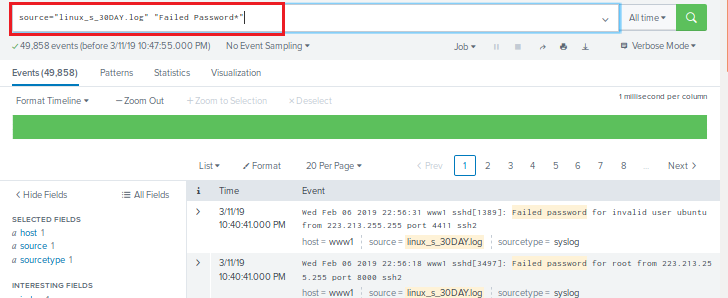 source="linux_s_30DAY.log" "Failed Password*"
All time
49,858 events (before 3/11/19 10:47:55.000 PM)
No Event Sampling
Job
Verbose Mode
Events (49,858)
Patterns
Statistics
Visualization
Format Timeline
— Zoom Out
+ Zoom to Selection
× Deselect
1 millisecond per column
List
Format
20 Per Page
< Prev
1
2
3
4
5
6
7
8
...
Next >
< Hide Fields
All Fields
i
Time
Event
SELECTED FIELDS
a host 1
a source 1
a sourcetype 1
INTERESTING FIELDS
>
3/11/19
10:40:41.000 PM
Wed Feb 06 2019 22:56:31 www1 sshd[1389]: Failed password for invalid user ubuntu
from 223.213.255.255 port 4411 ssh2
host = www1
source = linux_s_30DAY.log
sourcetype = syslog
>
3/11/19
10:40:41.000 PM
Wed Feb 06 2019 22:56:18 www1 sshd[3497]: Failed password for root from 223.213.25
5.255 port 8000 ssh2
host = www1
source = linux_s_30DAY.log
sourcetype = syslog